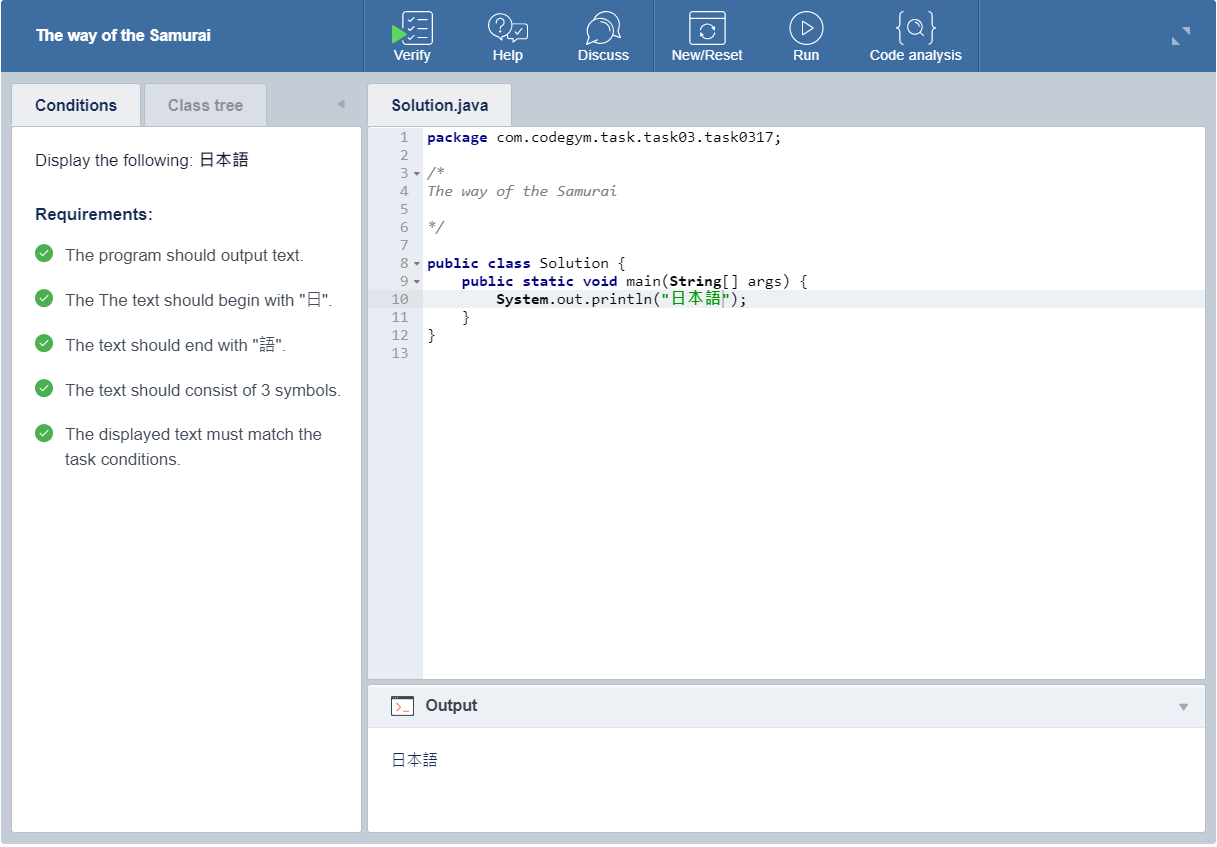 The way of the Samurai
Verify
Help
Discuss
New/Reset
Run
Code analysis
Conditions
Class tree
Display the following: 日本語
Requirements:
The program should output text.
The The text should begin with "日".
The text should end with "語".
The text should consist of 3 symbols.
The displayed text must match the
task conditions.
Solution.java
1 package com.codegym.task.task03.task0317;
2
3 /*
4 The way of the Samurai
5
6 */
7
8 public class Solution {
9 public static void main(String[] args) {
10 System.out.println("日本語");
11 }
12 }
13
Output
日本語